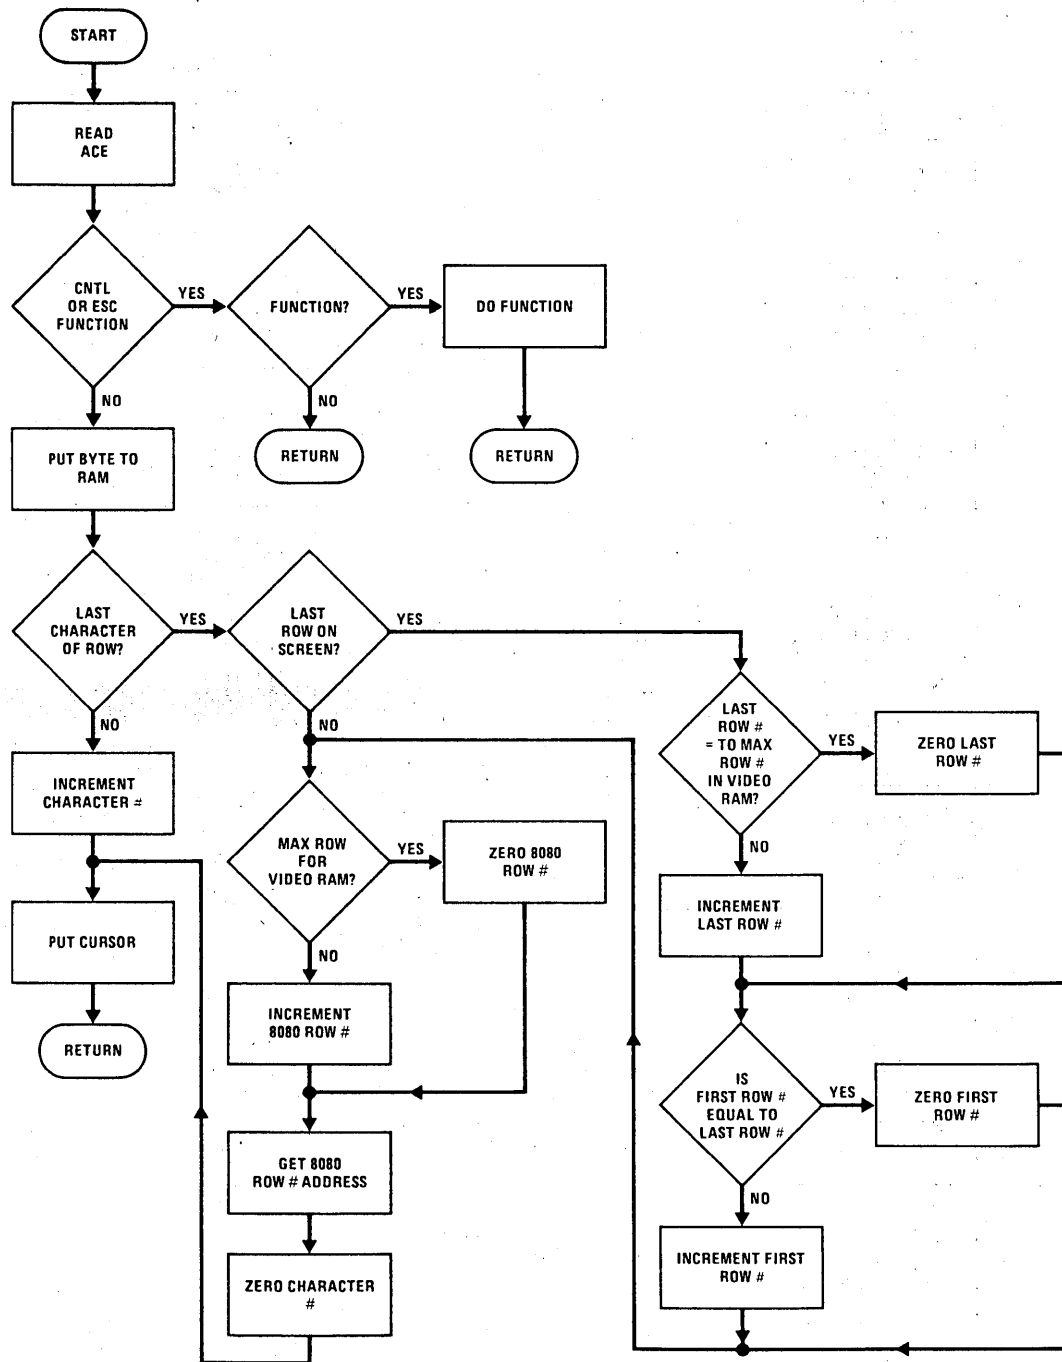 START
READ
ACE
CNTL
OR ESC
FUNCTION
YES
FUNCTION?
YES
DO FUNCTION
NO
NO
PUT BYTE TO
RAM
RETURN
RETURN
LAST
CHARACTER
OF ROW?
YES
LAST
ROW ON
SCREEN?
YES
NO
NO
LAST
ROW #
= TO MAX
ROW #
IN VIDEO
RAM?
YES
ZERO LAST
ROW #
INCREMENT
CHARACTER #
MAX ROW
FOR
VIDEO RAM?
YES
ZERO 8080
ROW #
NO
INCREMENT
LAST ROW #
PUT CURSOR
NO
INCREMENT
8080 ROW #
RETURN
IS
FIRST ROW #
EQUAL TO
LAST ROW #
YES
ZERO FIRST
ROW #
GET 8080
ROW # ADDRESS
NO
ZERO CHARACTER
#
INCREMENT FIRST
ROW #